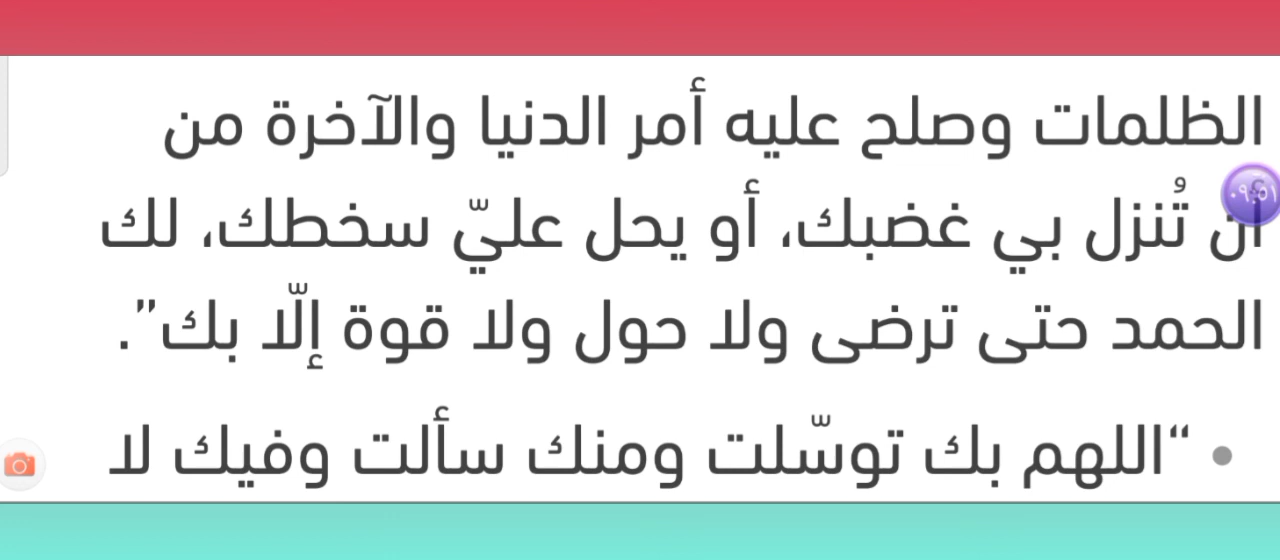 الظلمات وصلح عليه أمر الدنيا والآخرة من
أن تُنزل بي غضبك، أو يحل عليّ سخطك، لك
الحمد حتى ترضى ولا حول ولا قوة إلّا بك”.
• “اللهم بك توسّلت ومنك سألت وفيك لا